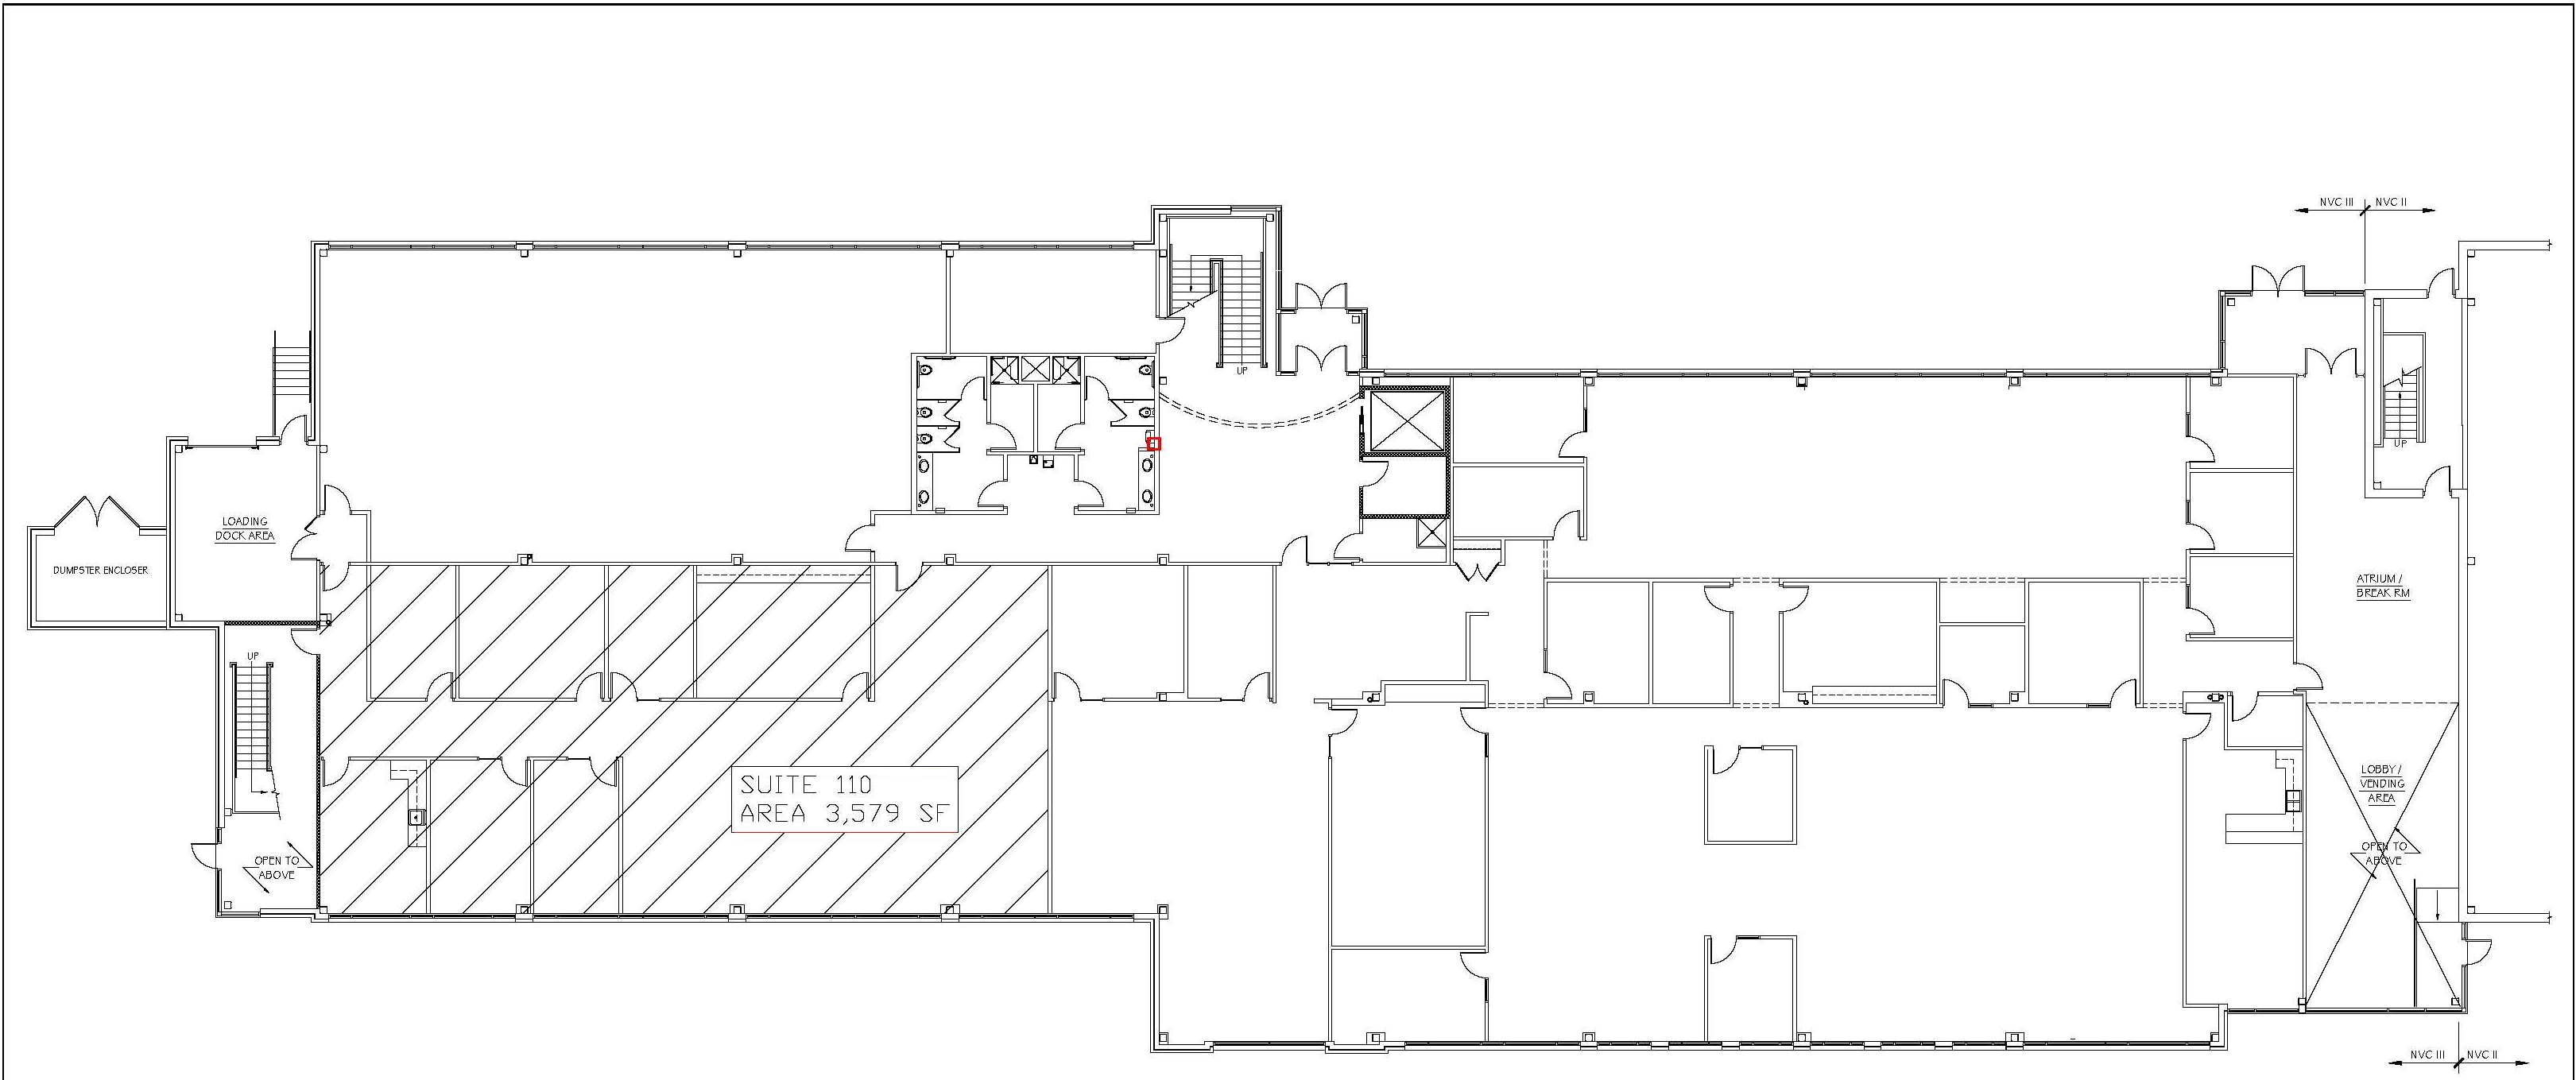 NVC III NVC II
UP
UP
LOADING
DOCK AREA
DUMPSTER ENCLOSER
ATRIUM /
BREAK RM
UP
SUITE 110
AREA 3,579 SF
LOBBY /
VENDING
AREA
OPEN TO
ABOVE
OPEN TO
ABOVE
NVC III NVC II